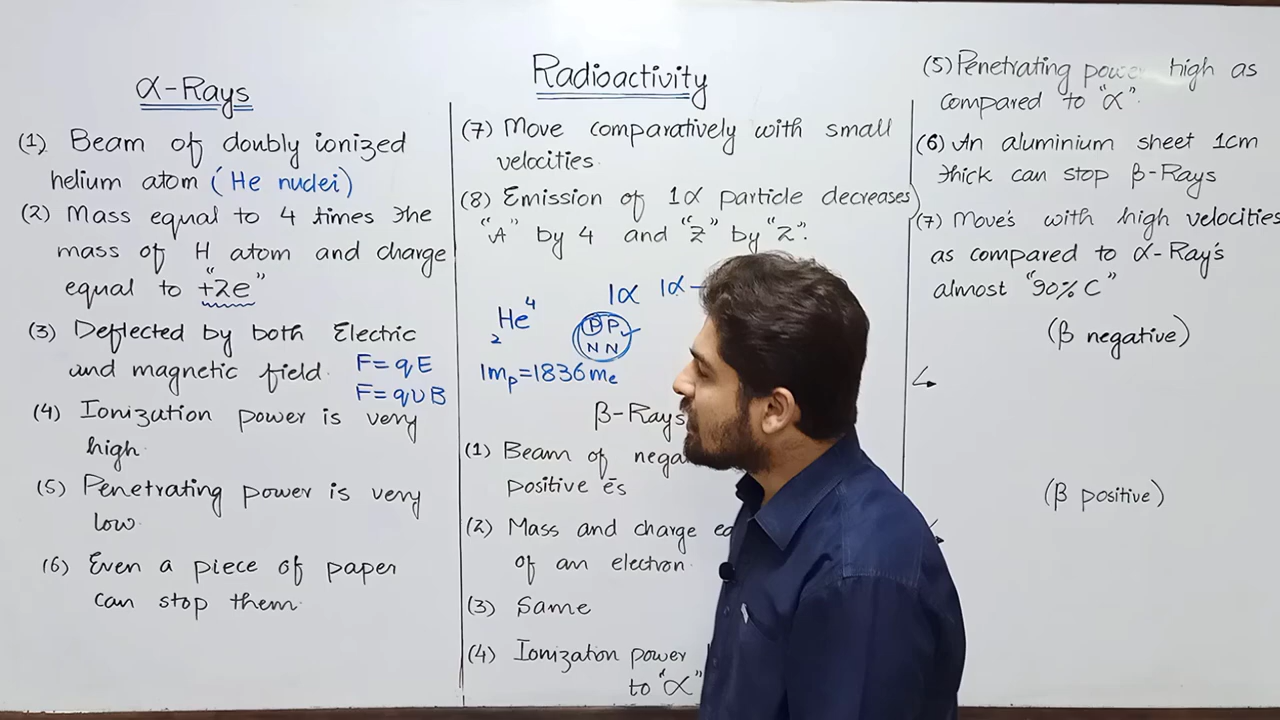 Radioactivity
α-Rays
(1) Beam of doubly ionized
helium atom (He nuclei)
(2) Mass equal to 4 times the
mass of H atom and charge
equal to "+2e"
(3) Deflected by both Electric
and magnetic field.
F=qE
F=qυB
(4) Ionization power is very
high.
(5) Penetrating power is very
low.
(6) Even a piece of paper
can stop them.
(7) Move comparatively with small
velocities.
(8) Emission of 1α particle decreases
"A" by 4 and "Z" by "2".
₂He⁴
1α
1α-
P P
N N
1mp=1836me
β-Rays
(1) Beam of
positive ēs
(2) Mass and charge
of an electron.
(3) Same
(4) Ionization power
to "α"
(5) Penetrating power high as
compared to "α".
(6) An aluminium sheet 1cm
thick can stop β-Rays
(7) Move's with high velocities
as compared to α-Ray's
almost "90% C"
(β negative)
(β positive)